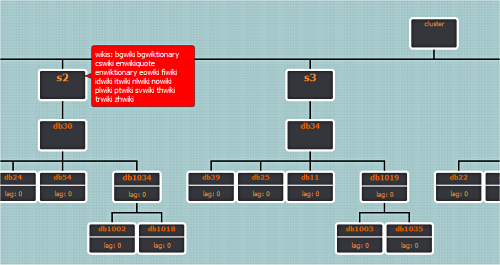 cluster
wikis: bgwiki bgwiktionary
cswiki enwikiquote
enwiktionary eowiki fiwiki
idwiki itwiki nlwiki nowiki
plwiki ptwiki svwiki thwiki
trwiki zhwiki
s2
s3
db30
db34
db24
lag: 0
db54
lag: 0
db1034
lag: 0
db39
lag: 0
db25
lag: 0
db11
lag: 0
db1019
lag: 0
db22
lag: 0
db1002
lag: 0
db1018
lag: 0
db1003
lag: 0
db1035
lag: 0